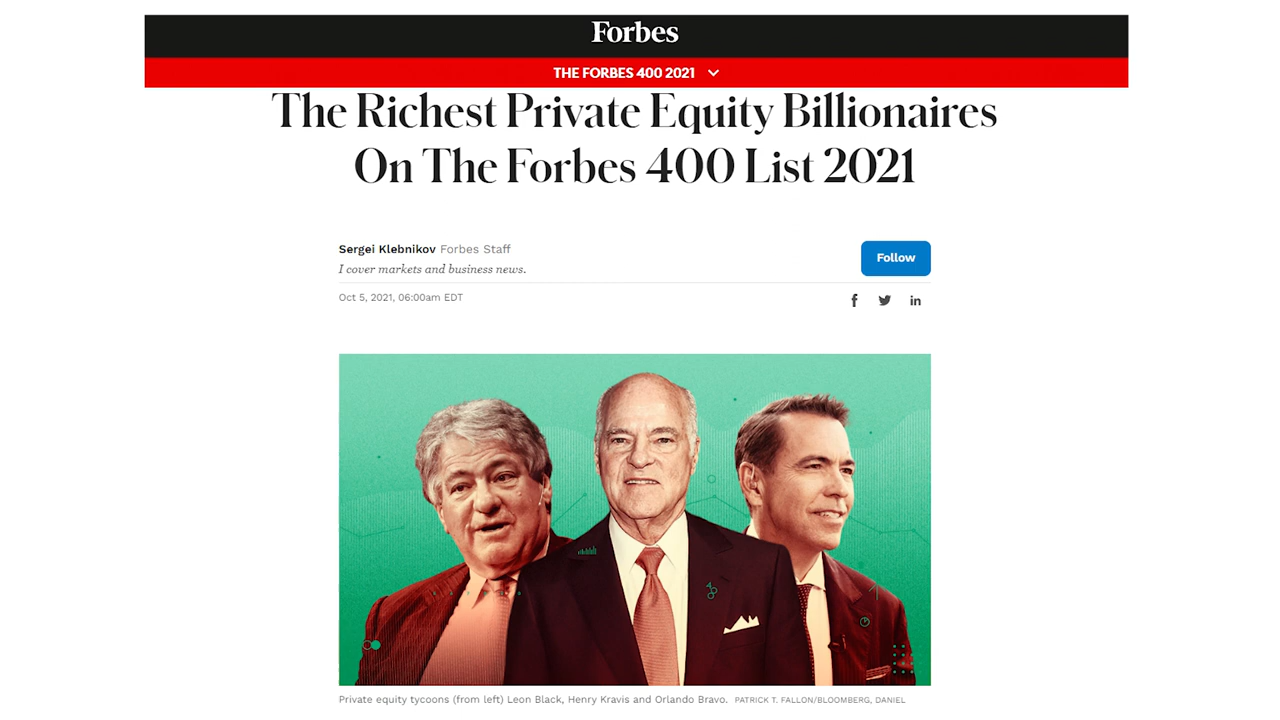 Forbes
THE FORBES 400 2021
The Richest Private Equity Billionaires
On The Forbes 400 List 2021
Sergei Klebnikov Forbes Staff
Follow
I cover markets and business news.
Oct 5, 2021, 06:00am EDT
Private equity tycoons (from left) Leon Black, Henry Kravis and Orlando Bravo. PATRICK T. FALLON/BLOOMBERG, DANIEL